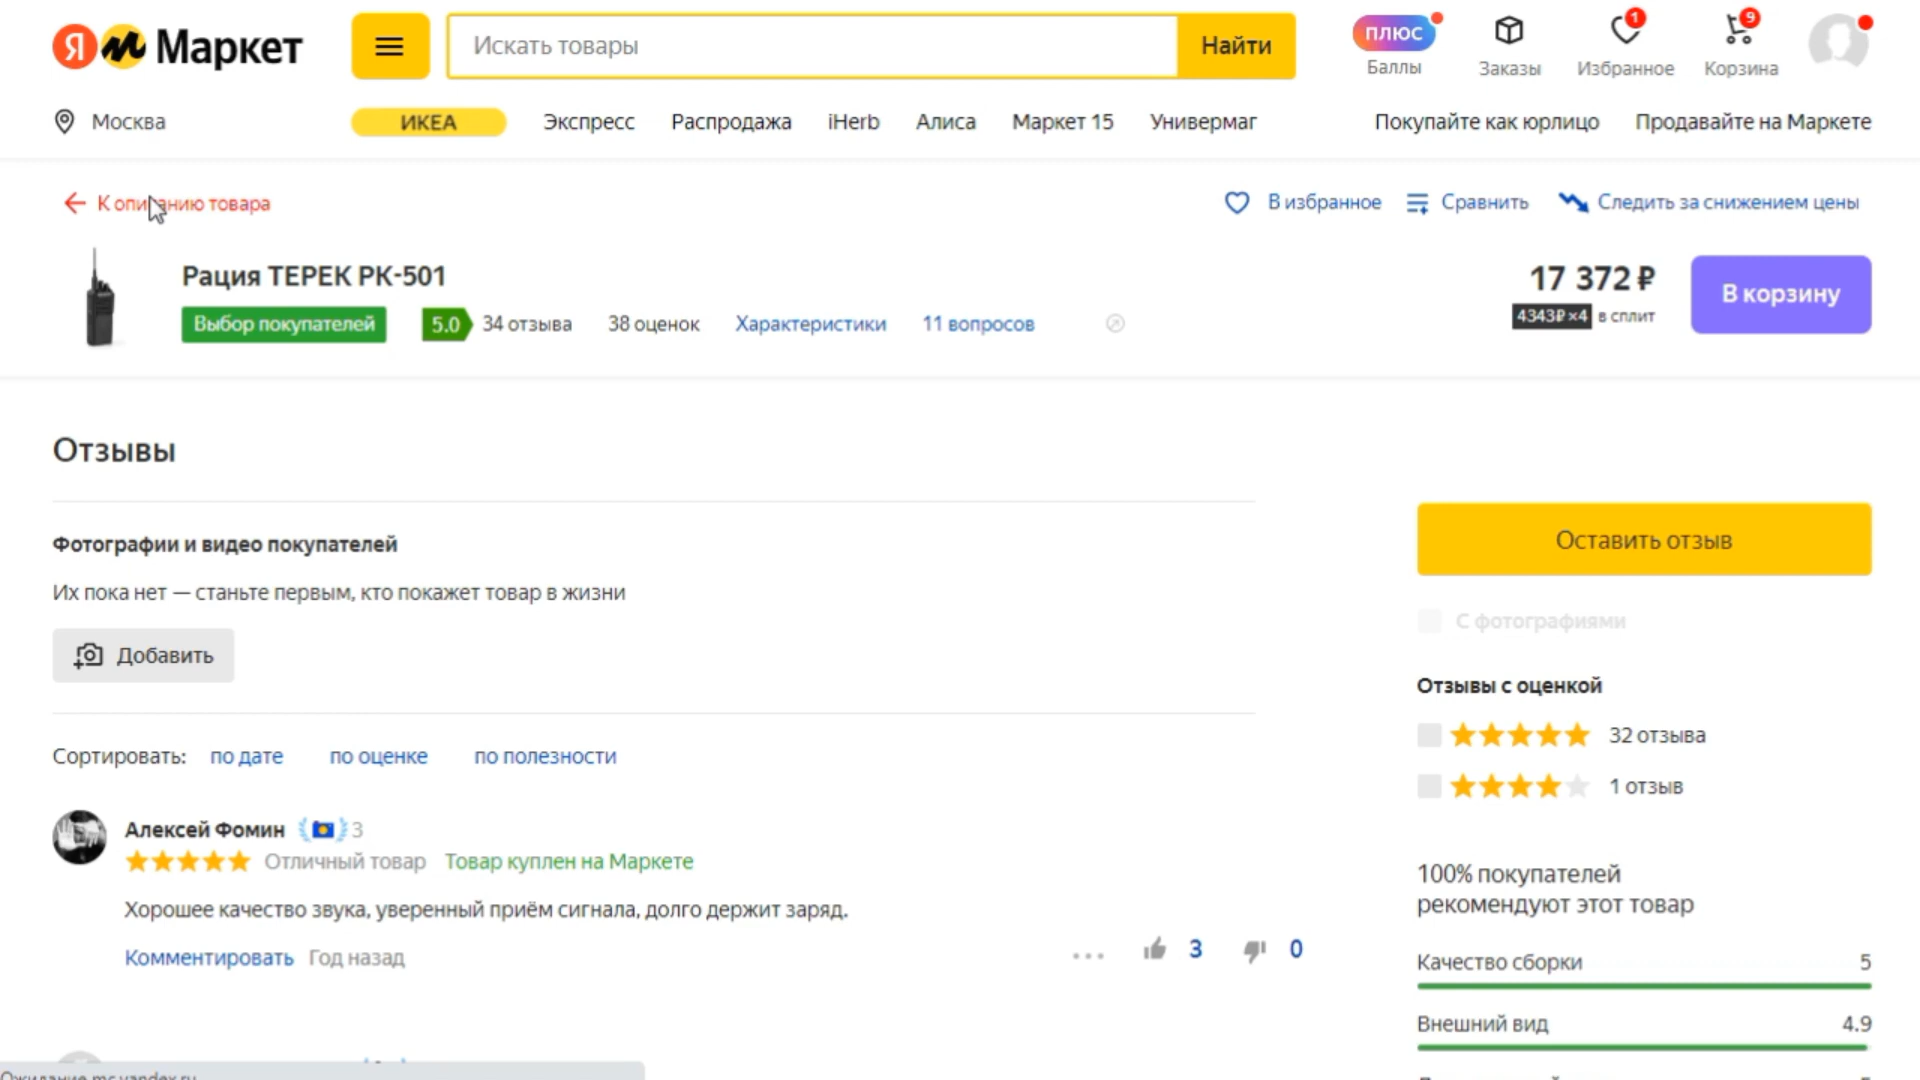 Я м Маркет
Искать товары
Найти
плюс
Баллы
Заказы
1
Избранное
9
Корзина
Москва
ИКЕА
Экспресс
Распродажа
iHerb
Алиса
Маркет 15
Универмаг
Покупайте как юрлицо
Продавайте на Маркете
К описанию товара
В избранное
Сравнить
Следить за снижением цены
Рация ТЕРЕК РК-501
Выбор покупателей
5.0
34 отзыва
38 оценок
Характеристики
11 вопросов
17 372 ₽
4343₽×4 в сплит
В корзину
Отзывы
Фотографии и видео покупателей
Их пока нет — станьте первым, кто покажет товар в жизни
Добавить
Оставить отзыв
С фотографиями
Отзывы с оценкой
32 отзыва
1 отзыв
Сортировать: по дате по оценке по полезности
Алексей Фомин 3
Отличный товар Товар куплен на Маркете
Хорошее качество звука, уверенный приём сигнала, долго держит заряд.
Комментировать Год назад
3
0
100% покупателей
рекомендуют этот товар
Качество сборки 5
Внешний вид 4.9